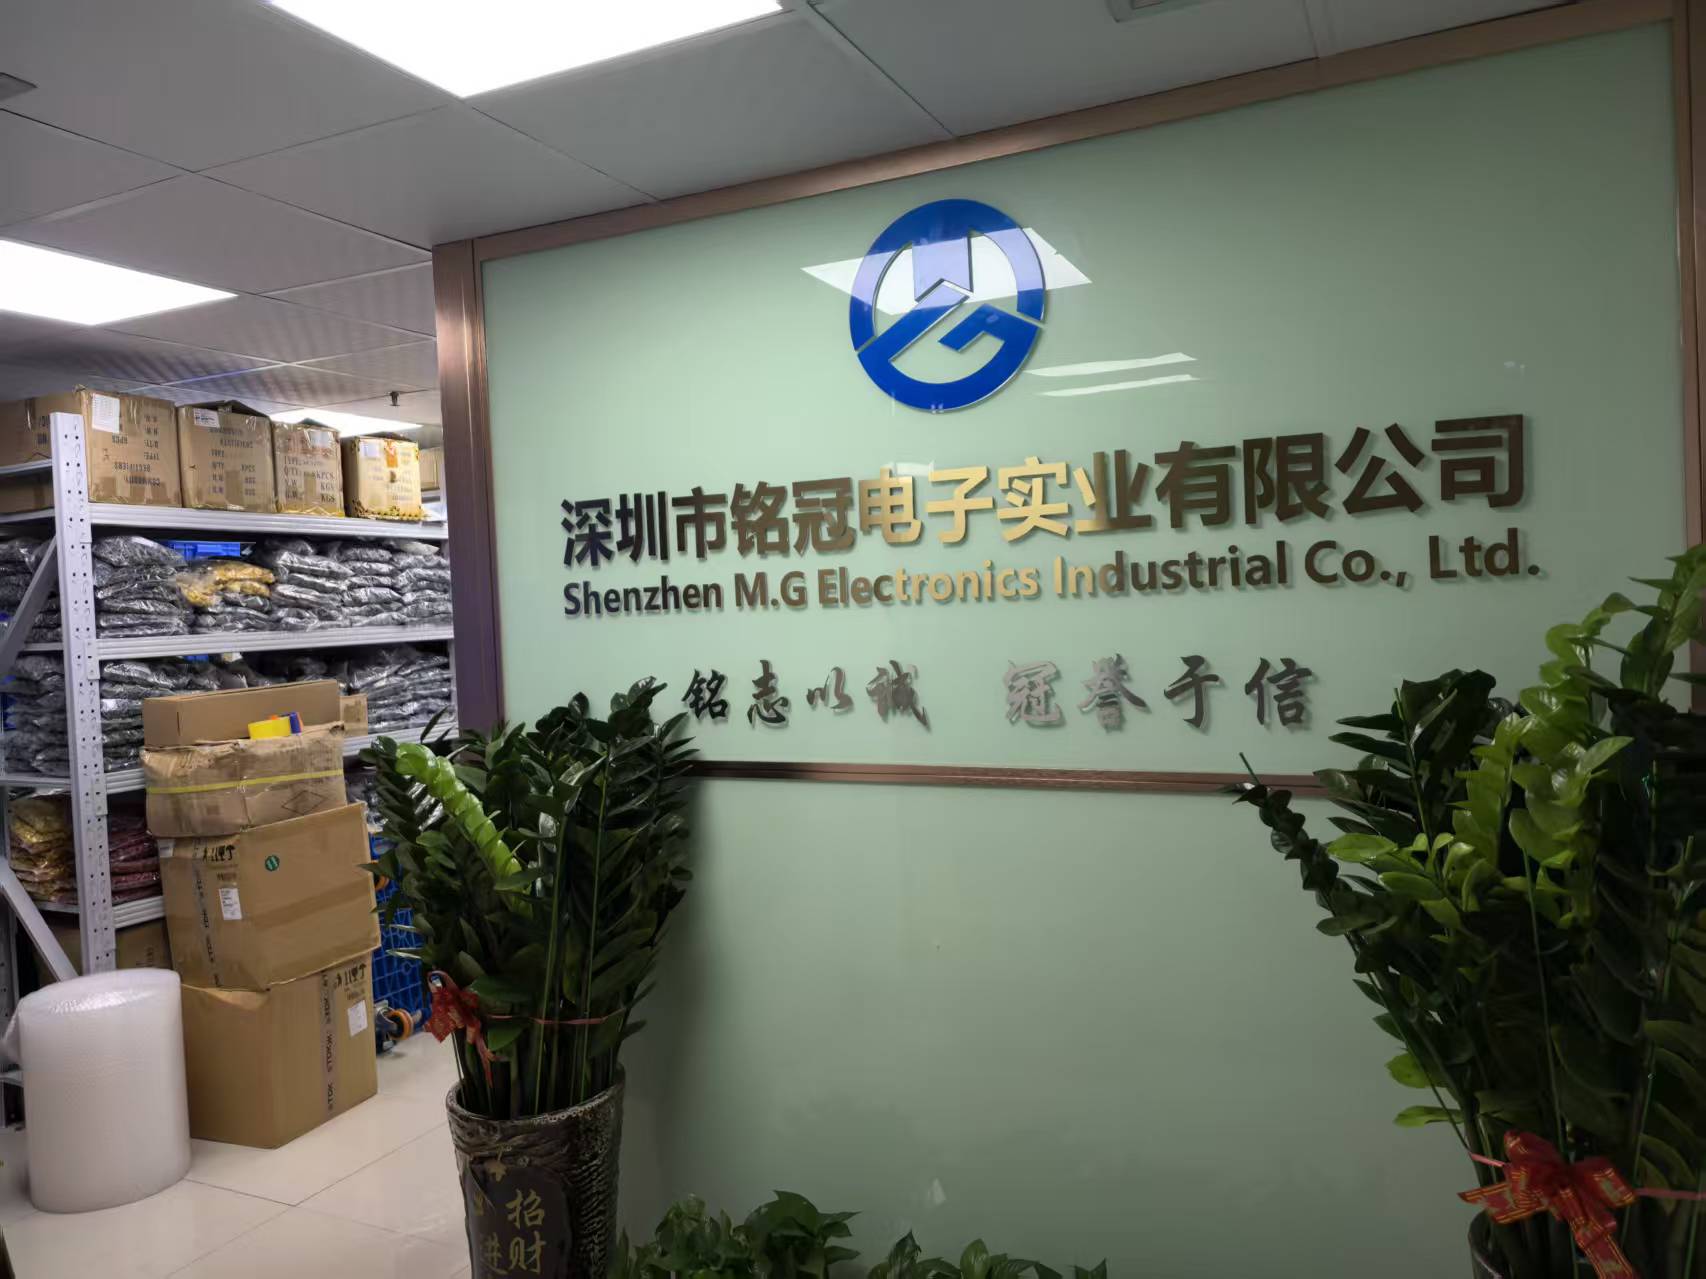 深圳市铭冠电子实业有限公司
Shenzhen M.G Electronics Industrial Co., Ltd.
铭志以诚 冠誉于信
招
进财